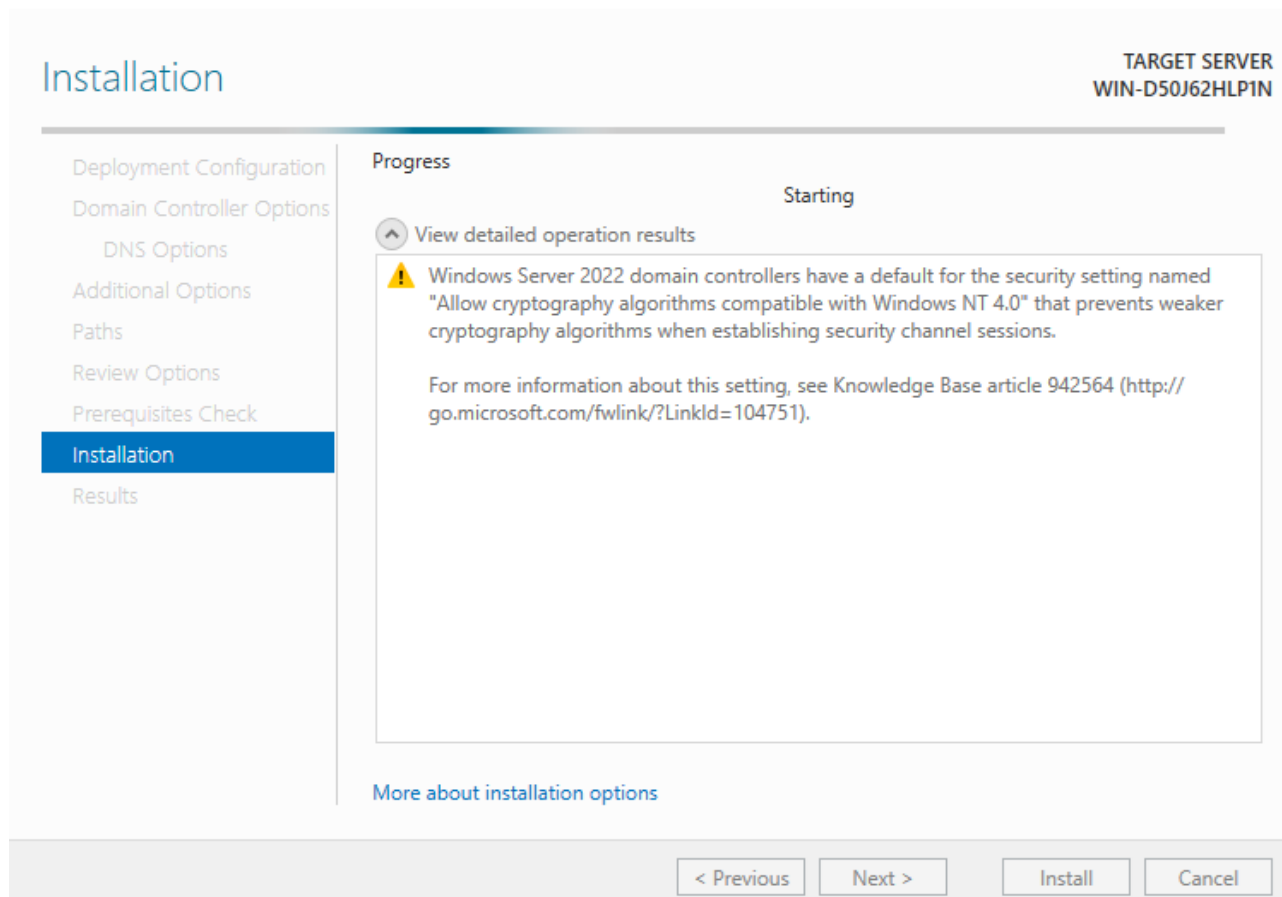 Installation
TARGET SERVER
WIN-D50J62HLP1N
Deployment Configuration
Domain Controller Options
DNS Options
Additional Options
Paths
Review Options
Prerequisites Check
Installation
Results
Progress
Starting
View detailed operation results
Windows Server 2022 domain controllers have a default for the security setting named
"Allow cryptography algorithms compatible with Windows NT 4.0" that prevents weaker
cryptography algorithms when establishing security channel sessions.
For more information about this setting, see Knowledge Base article 942564 (http://
go.microsoft.com/fwlink/?LinkId=104751).
More about installation options
< Previous
Next >
Install
Cancel